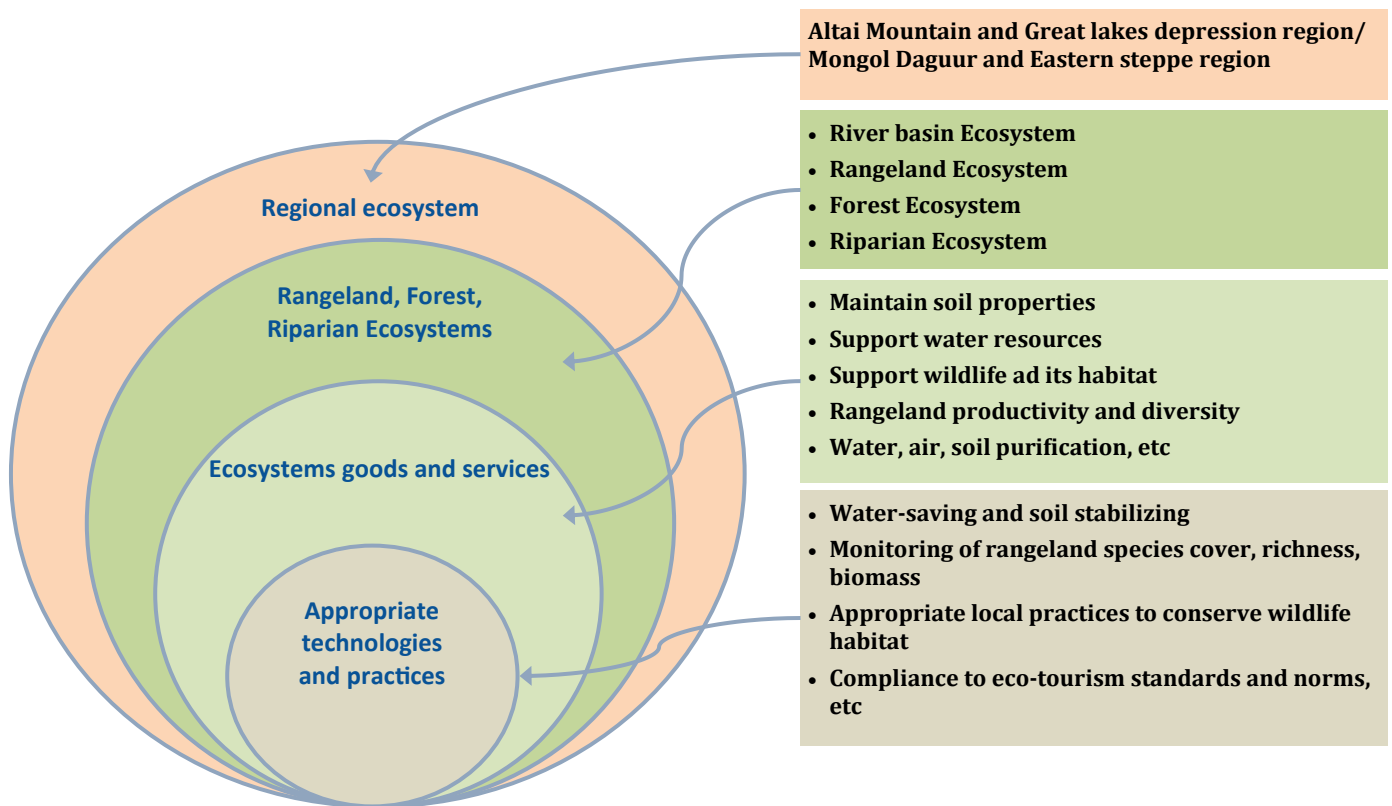 Altai Mountain and Great lakes depression region/
Mongol Daguur and Eastern steppe region
• River basin Ecosystem
• Rangeland Ecosystem
• Forest Ecosystem
• Riparian Ecosystem
• Maintain soil properties
• Support water resources
• Support wildlife ad its habitat
• Rangeland productivity and diversity
• Water, air, soil purification, etc
• Water-saving and soil stabilizing
• Monitoring of rangeland species cover, richness,
biomass
• Appropriate local practices to conserve wildlife
habitat
• Compliance to eco-tourism standards and norms,
etc
Regional ecosystem
Rangeland, Forest,
Riparian Ecosystems
Ecosystems goods and services
Appropriate
technologies
and practices